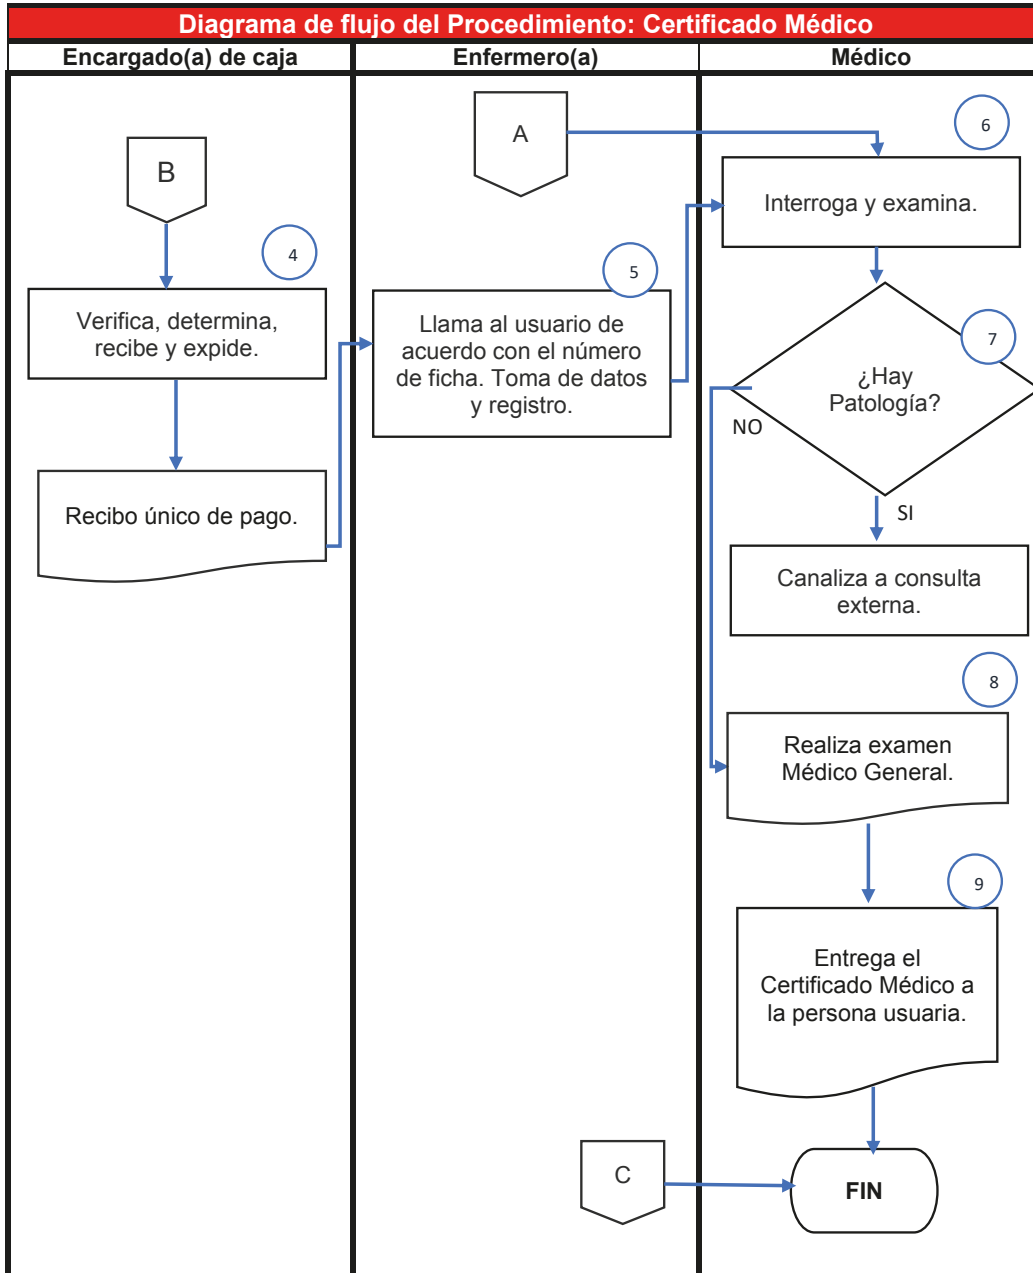 Diagrama de flujo del Procedimiento: Certificado Médico
Encargado(a) de caja
Enfermero(a)
Médico
B
4
Verifica, determina,
recibe y expide.
Recibo único de pago.
A
5
Llama al usuario de
acuerdo con el número
de ficha. Toma de datos
y registro.
6
Interroga y examina.
7
¿Hay
Patología?
NO
SI
Canaliza a consulta
externa.
8
Realiza examen
Médico General.
9
Entrega el
Certificado Médico a
la persona usuaria.
C
FIN